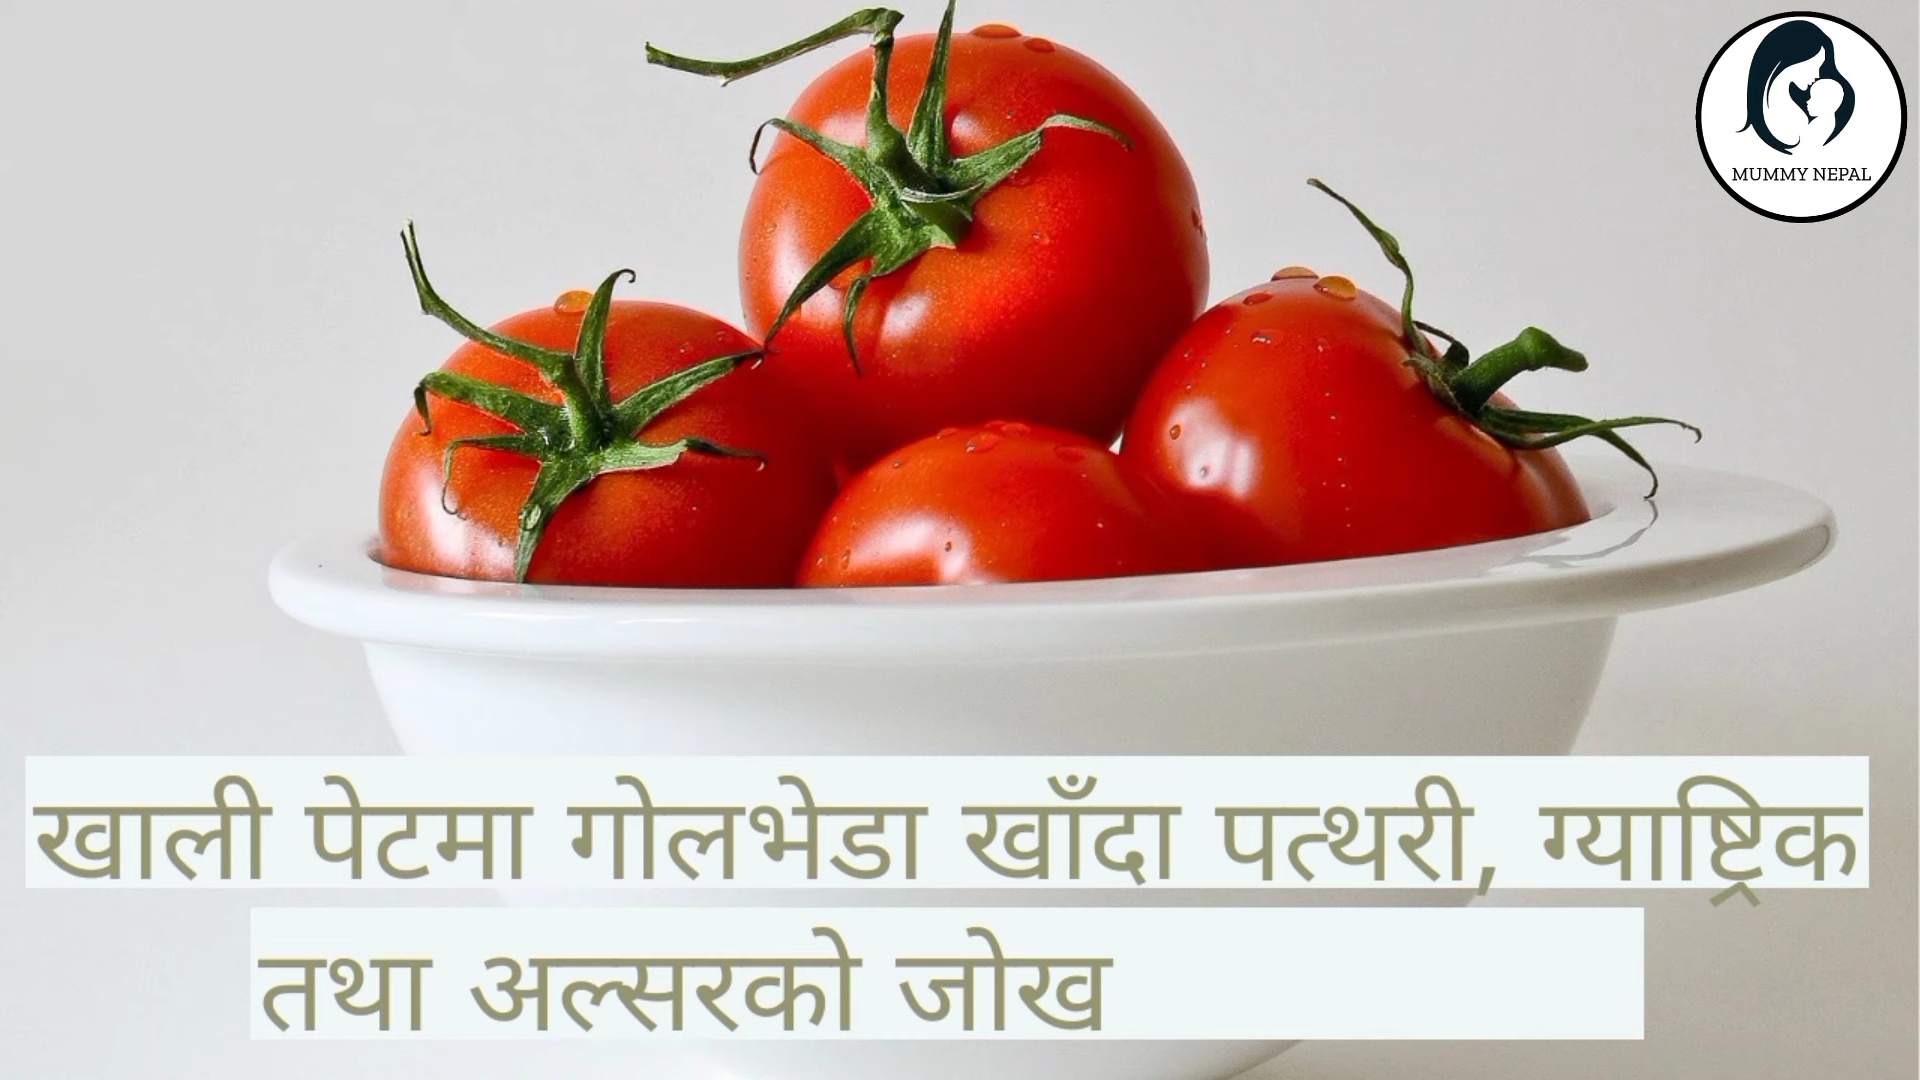 MUMMY NEPAL
खाली पेटमा गोलभेडा खाँदा पत्थरी, ग्याष्ट्रिक
तथा अल्सरको जोख